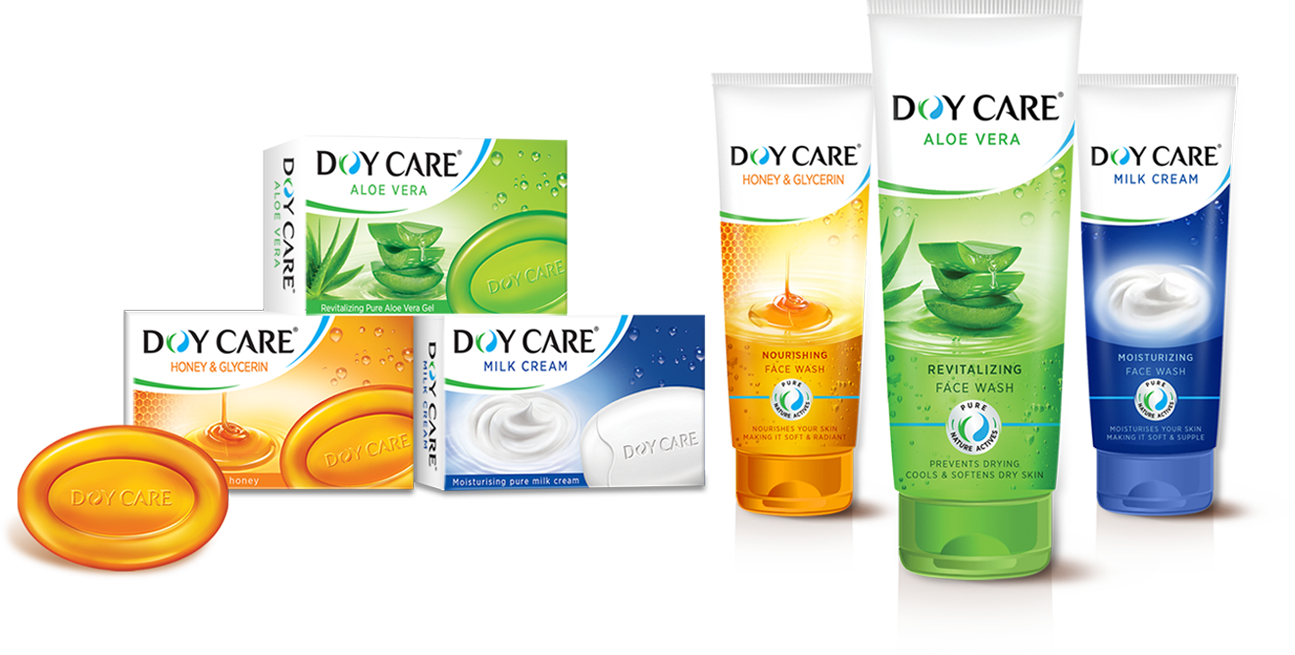 DOY CARE®
ALOE VERA
DOY CARE®
ALOE VERA
DOY CARE
Revitalizing Pure Aloe Vera Gel
DOY CARE®
HONEY & GLYCERIN
DOY CARE
honey
DOY CARE
DOY CARE®
MILK CREAM
DOY CARE®
MILK CREAM
DOY CARE
Moisturising pure milk cream
DOY CARE®
HONEY & GLYCERIN
NOURISHING
FACE WASH
PURE
NATURE ACTIVES
NOURISHES YOUR SKIN
MAKING IT SOFT & RADIANT
DOY CARE®
ALOE VERA
REVITALIZING
FACE WASH
PURE
NATURE ACTIVES
PREVENTS DRYING
COOLS & SOFTENS DRY SKIN
DOY CARE®
MILK CREAM
MOISTURIZING
FACE WASH
PURE
NATURE ACTIVES
MOISTURISES YOUR SKIN
MAKING IT SOFT & SUPPLE